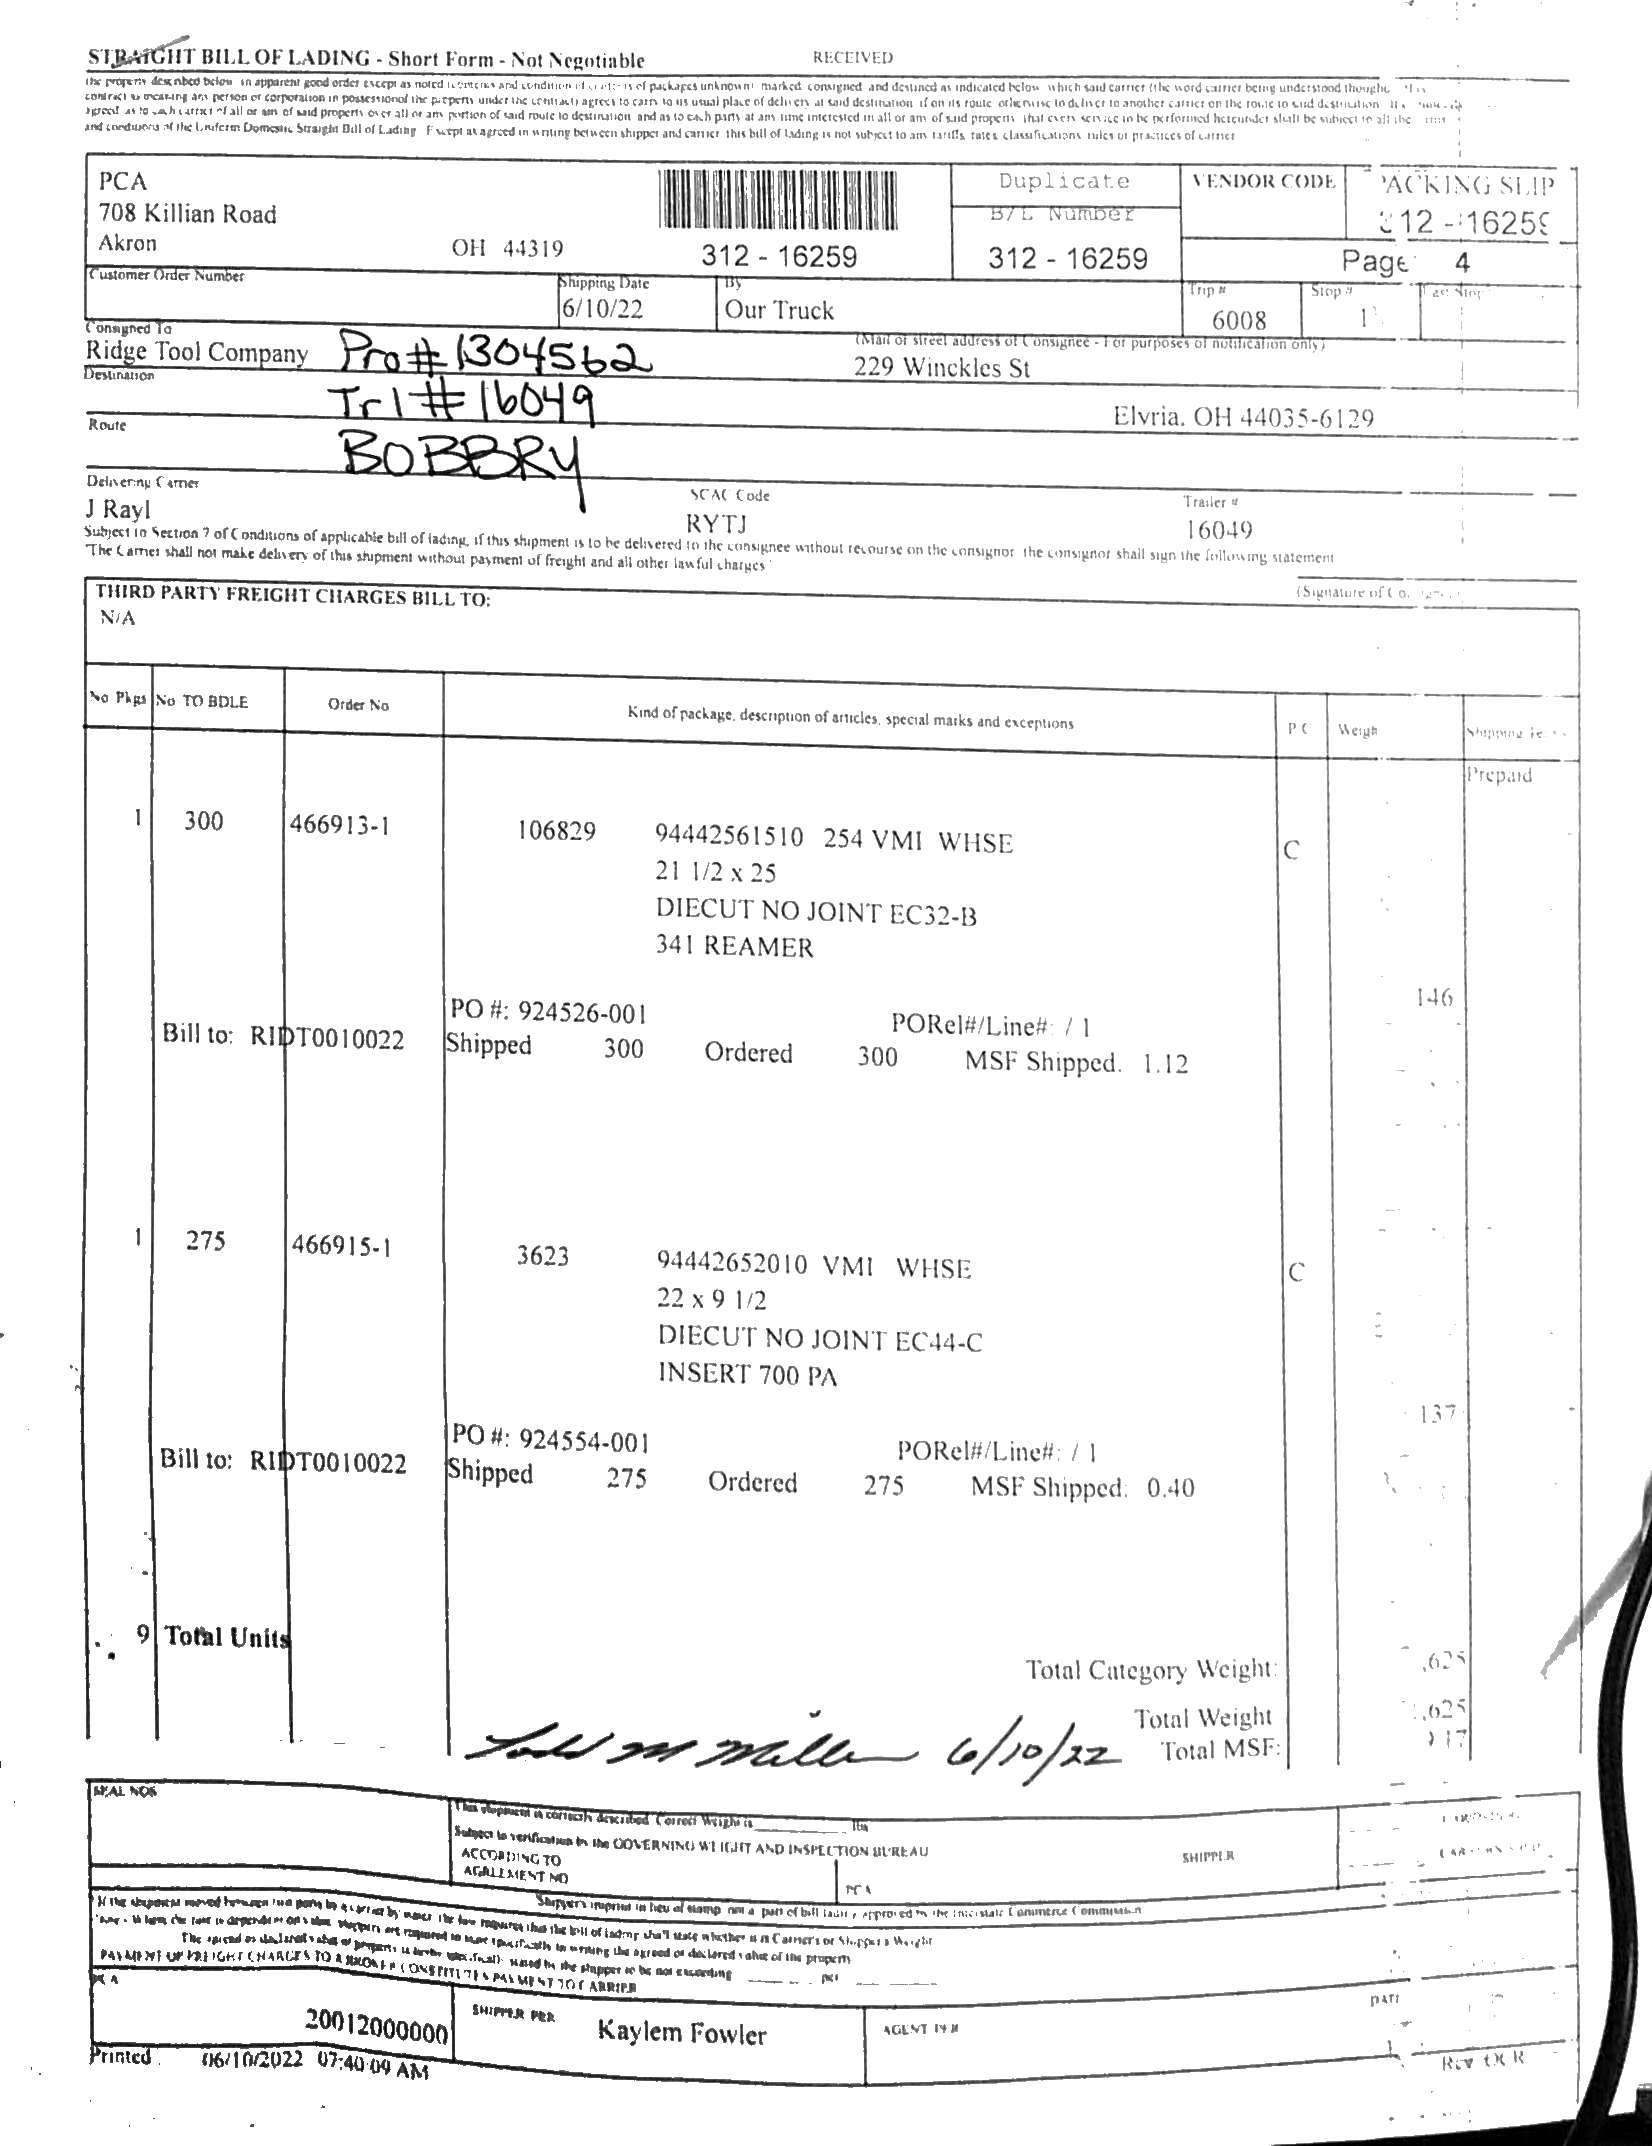 STRAIGHT BILL OF LADING - Short Form - Not Negotiable RECEIVED
the property described below in apparent good order except as noted (contents and condition of contents of packages unknown) marked consigned and destined as indicated below which said carrier (the word carrier being understood
contract as meaning any person or corporation in possession of the property under the contract) agrees to carry to its usual place of delivery at said destination if on its route otherwise to deliver to another carrier on the route to said destination
agreed as to each carrier of all or any of said property over all or any portion of said route to destination and as to each party at any time interested in all or any of said property that every service to be performed hereunder shall be subject to all the
and conditions of the Uniform Domestic Straight Bill of Lading Except as agreed in writing between shipper and carrier this bill of lading is not subject to any tariffs, rates, classifications, rules or practices of carrier
PCA
708 Killian Road
Akron OH 44319
312 - 16259
Duplicate
B/L Number
312 - 16259
VENDOR CODE
PACKING SLIP
312 - 16259
Page 4
Customer Order Number
Shipping Date
6/10/22
By
Our Truck
Trip #
6008
Stop #
1
Consigned To
Ridge Tool Company Pro# 1304562
(Mail or street address of Consignee - For purposes of notification only)
229 Winckles St
Destination
Trl # 16049
Elyria, OH 44035-6129
Route
BOBBRY
Delivering Carrier
J Rayl
SCAC Code
RYTJ
Trailer #
16049
Subject to Section 7 of Conditions of applicable bill of lading, if this shipment is to be delivered to the consignee without recourse on the consignor the consignor shall sign the following statement
"The Carrier shall not make delivery of this shipment without payment of freight and all other lawful charges"
(Signature of
THIRD PARTY FREIGHT CHARGES BILL TO:
N/A
No Pkgs No TO BDLE Order No Kind of package, description of articles, special marks and exceptions P C Weigh Shipping
Prepaid
1 300 466913-1 106829 94442561510 254 VMI WHSE C
21 1/2 x 25
DIECUT NO JOINT EC32-B
341 REAMER
146
PO #: 924526-001 PORel#/Line#: / 1
Bill to: RIDT0010022 Shipped 300 Ordered 300 MSF Shipped. 1.12
1 275 466915-1 3623 94442652010 VMI WHSE C
22 x 9 1/2
DIECUT NO JOINT EC44-C
INSERT 700 PA
137
PO #: 924554-001 PORel#/Line#: / 1
Bill to: RIDT0010022 Shipped 275 Ordered 275 MSF Shipped: 0.40
9 Total Units
Total Category Weight: ,625
Total Weight ,625
Total MSF: 17
Todd M Miller 6/10/22
SEAL NOS
This shipment is correctly described Correct Weight is lbs
Subject to verification by the GOVERNING WEIGHT AND INSPECTION BUREAU
ACCORDING TO
AGREEMENT NO
PCA
SHIPPER
Shipper's imprint in lieu of stamp not a part of bill lading approved by the Interstate Commerce Commission
If the shipment moved between two ports by a carrier by water the law requires that the bill of lading shall state whether it is Carrier's or Shipper's Weight
Where the rate is dependent on value shippers are required to state specifically in writing the agreed or declared value of the property
The agreed or declared value of property is hereby specifically stated by the shipper to be not exceeding per
PAYMENT OF FREIGHT CHARGES TO A BROKER CONSTITUTES PAYMENT TO CARRIER
PCA
20012000000
SHIPPER PER
Kaylem Fowler
AGENT PER
DATE
Printed 06/10/2022 07:40:09 AM
Rev OCR